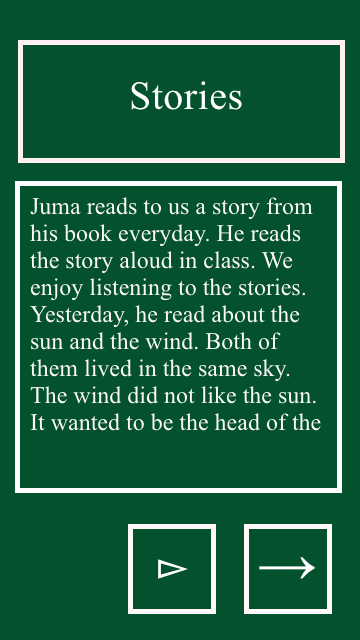 Stories
Juma reads to us a story from
his book everyday. He reads
the story aloud in class. We
enjoy listening to the stories.
Yesterday, he read about the
sun and the wind. Both of
them lived in the same sky.
The wind did not like the sun.
It wanted to be the head of the